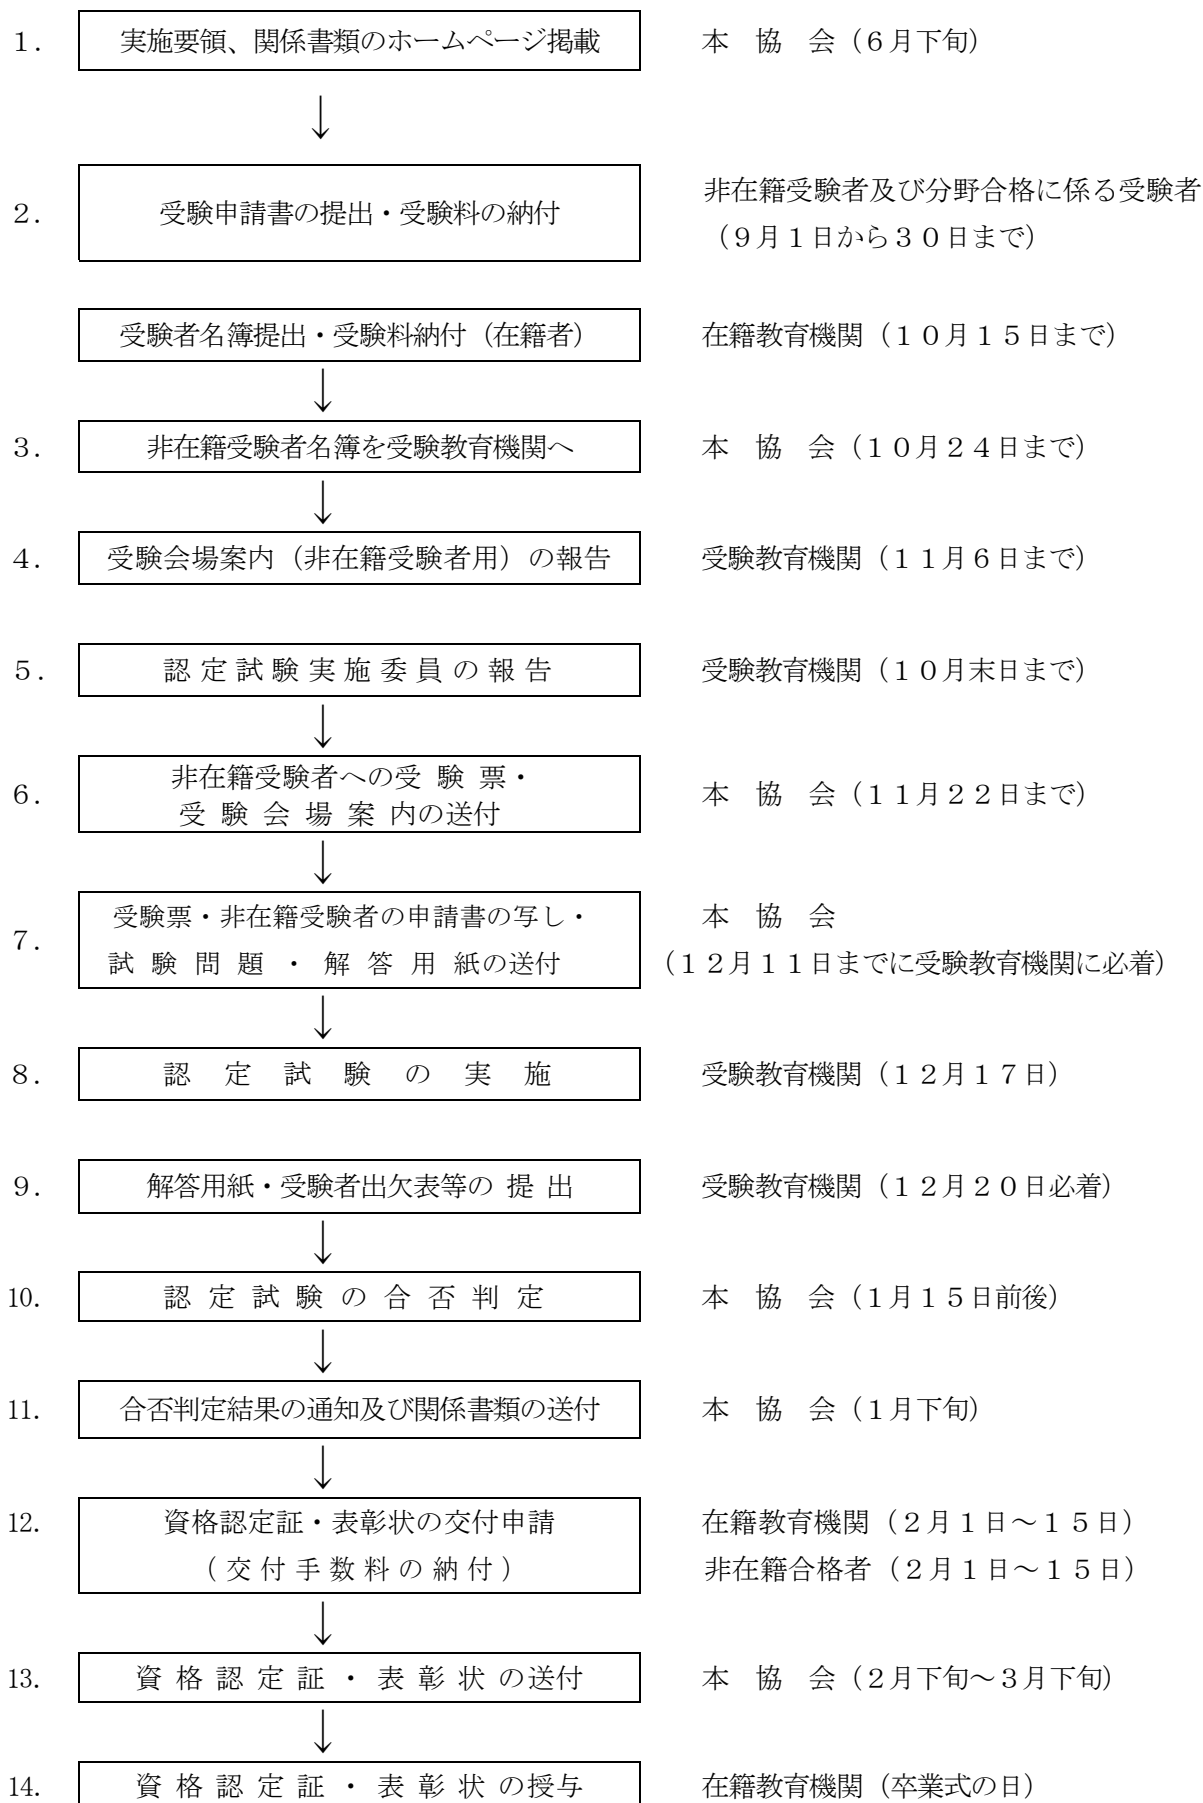 １．　実施要領、関係書類のホームページ掲載　本　協　会（６月下旬）
↓
２．　受験申請書の提出・受験料の納付　非在籍受験者及び分野合格に係る受験者
（９月１日から３０日まで）
受験者名簿提出・受験料納付（在籍者）　在籍教育機関（１０月１５日まで）
↓
３．　非在籍受験者名簿を受験教育機関へ　本　協　会（１０月２４日まで）
↓
４．　受験会場案内（非在籍受験者用）の報告　受験教育機関（１１月６日まで）
５．　認 定 試 験 実 施 委 員 の 報 告　受験教育機関（１０月末日まで）
↓
６．　非在籍受験者への受 験 票・
受 験 会 場 案 内の送付　本　協　会（１１月２２日まで）
↓
７．　受験票・非在籍受験者の申請書の写し・　本　協　会
試 験 問 題 ・ 解 答 用 紙の送付　（１２月１１日までに受験教育機関に必着）
↓
８．　認　定　試　験　の　実　施　受験教育機関（１２月１７日）
９．　解答用紙・受験者出欠表等の 提 出　受験教育機関（１２月２０日必着）
↓
10.　認 定 試 験 の 合 否 判 定　本　協　会（１月１５日前後）
↓
11.　合否判定結果の通知及び関係書類の送付　本　協　会（１月下旬）
↓
12.　資格認定証・表彰状の交付申請　在籍教育機関（２月１日～１５日）
（ 交 付 手 数 料 の 納 付 ）　非在籍合格者（２月１日～１５日）
↓
13.　資 格 認 定 証 ・ 表 彰 状 の送付　本　協　会（２月下旬～３月下旬）
↓
14.　資 格 認 定 証 ・ 表 彰 状 の授与　在籍教育機関（卒業式の日）